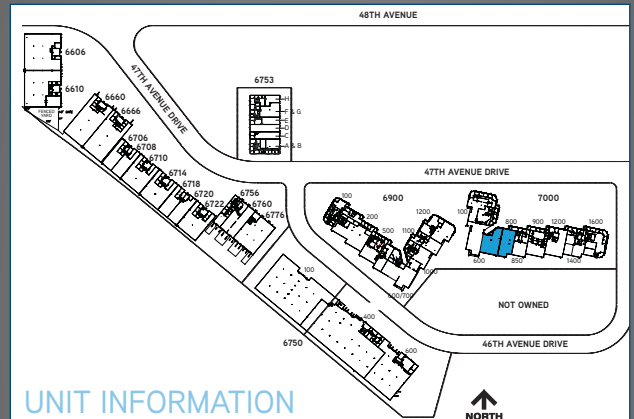 48TH AVENUE
6606
47TH AVENUE DRIVE
6753
6610
FENCED
YARD
6660
6666
H
F & G
E
D
C
A & B
6706
6708
6710
6714
6718
6720
6722
47TH AVENUE DRIVE
6756
6760
6776
100
6900
200
500
1200
1100
1000
600/700
7000
100
800
900
1200
1600
600
850
1400
NOT OWNED
100
400
600
6750
46TH AVENUE DRIVE
UNIT INFORMATION
NORTH